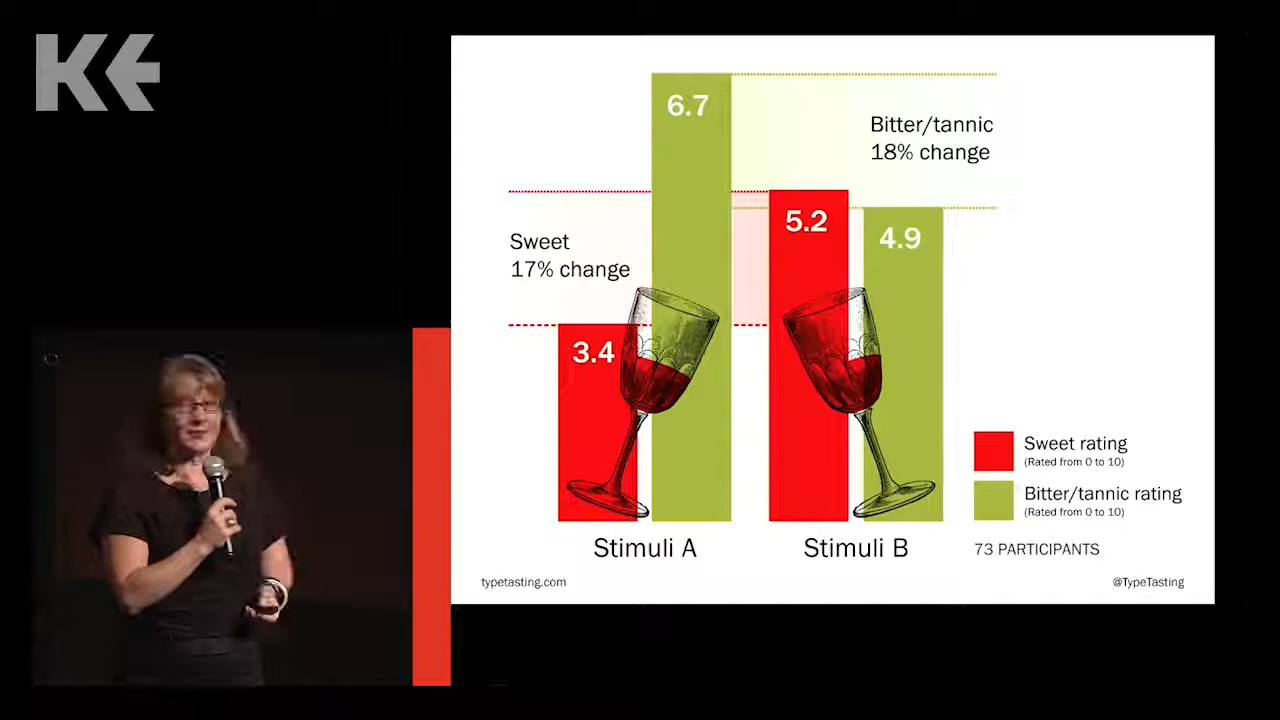 KE
6.7
Bitter/tannic
18% change
5.2
4.9
Sweet
17% change
3.4
Sweet rating
(Rated from 0 to 10)
Bitter/tannic rating
(Rated from 0 to 10)
Stimuli A
Stimuli B
73 PARTICIPANTS
typetasting.com
@TypeTasting